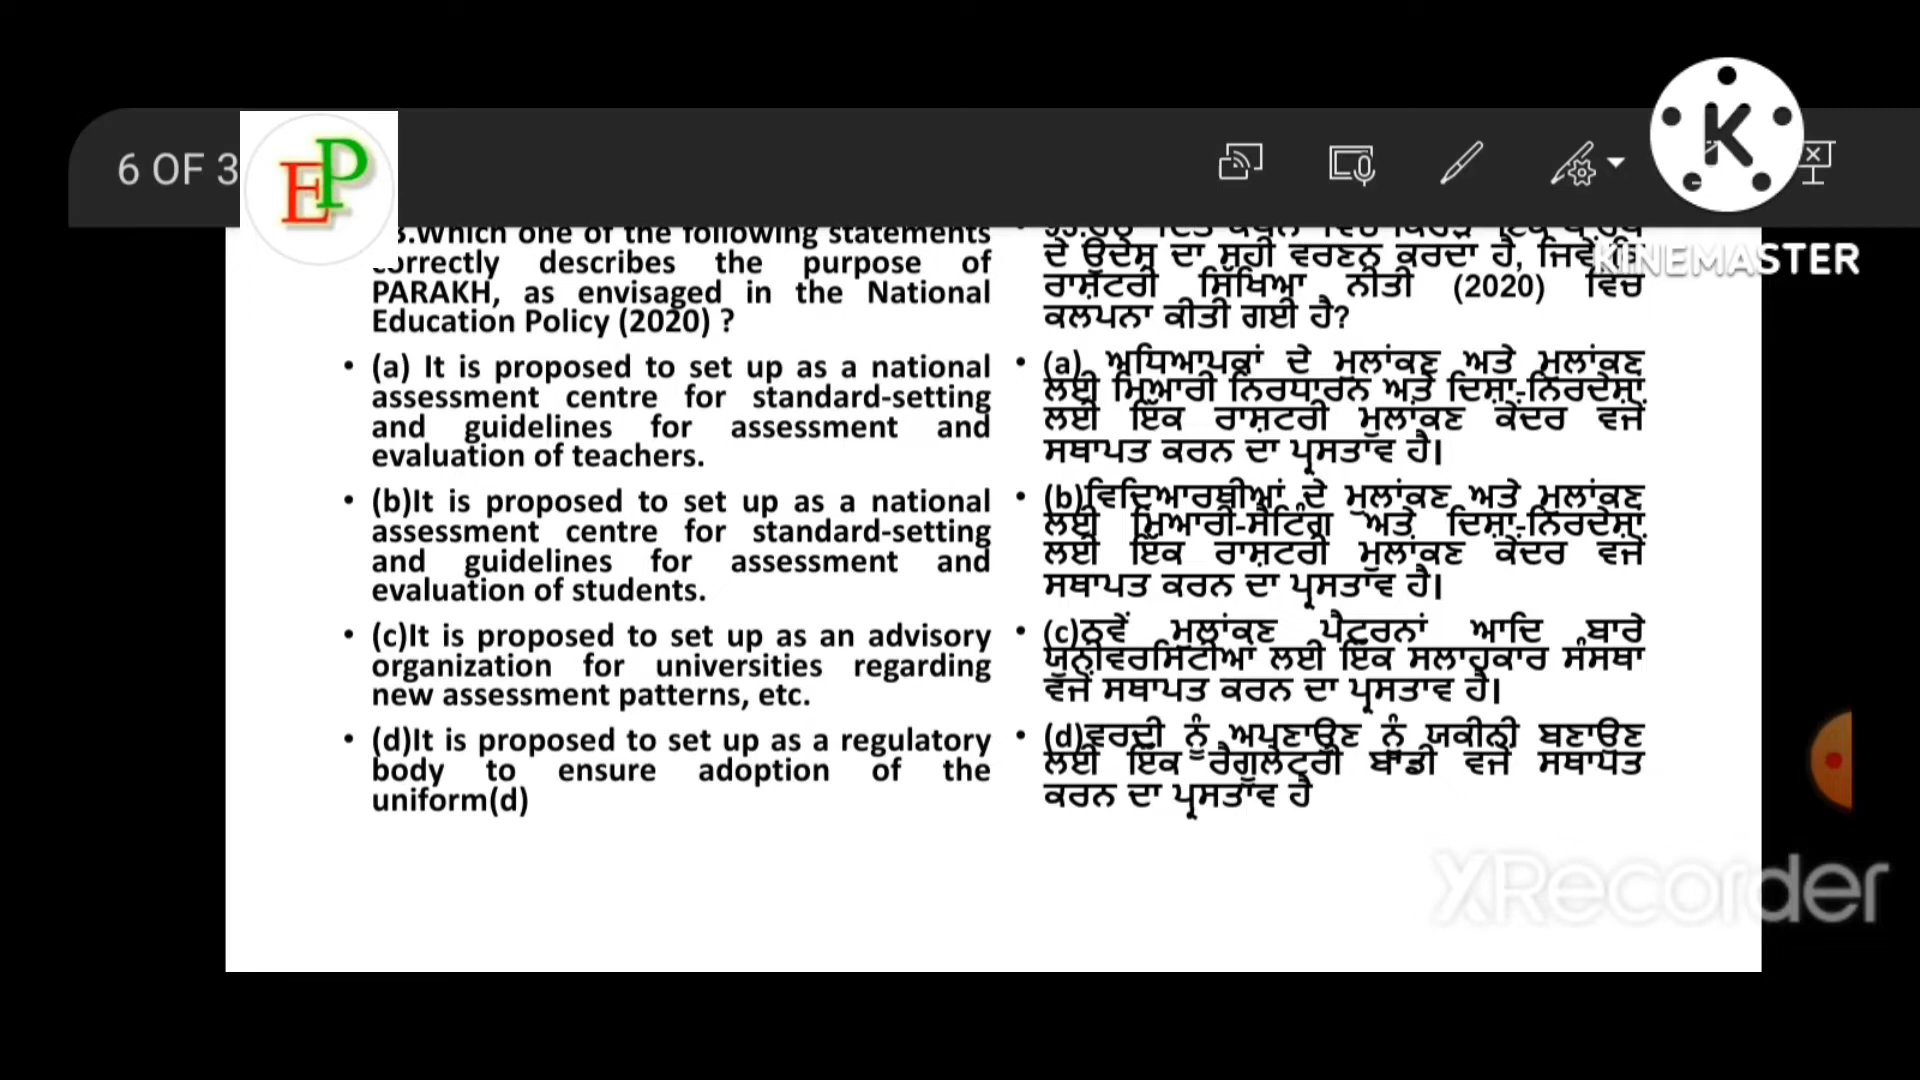 6 OF 3
EP
K
KINEMASTER
3.Which one of the following statements
correctly describes the purpose of
PARAKH, as envisaged in the National
Education Policy (2020) ?
• (a) It is proposed to set up as a national
assessment centre for standard-setting
and guidelines for assessment and
evaluation of teachers.
• (b)It is proposed to set up as a national
assessment centre for standard-setting
and guidelines for assessment and
evaluation of students.
• (c)It is proposed to set up as an advisory
organization for universities regarding
new assessment patterns, etc.
• (d)It is proposed to set up as a regulatory
body to ensure adoption of the
uniform(d)
ਦੇ ਉਦੇਸ਼ ਦਾ ਸਹੀ ਵਰਣਨ ਕਰਦਾ ਹੈ, ਜਿਵੇਂ
ਰਾਸ਼ਟਰੀ ਸਿੱਖਿਆ ਨੀਤੀ (2020) ਵਿੱਚ
ਕਲਪਨਾ ਕੀਤੀ ਗਈ ਹੈ?
• (a) ਅਧਿਆਪਕਾਂ ਦੇ ਮੁਲਾਂਕਣ ਅਤੇ ਮੁਲਾਂਕਣ
ਲਈ ਮਿਆਰੀ ਨਿਰਧਾਰਨ ਅਤੇ ਦਿਸ਼ਾ-ਨਿਰਦੇਸ਼ਾਂ
ਲਈ ਇੱਕ ਰਾਸ਼ਟਰੀ ਮੁਲਾਂਕਣ ਕੇਂਦਰ ਵਜੋਂ
ਸਥਾਪਤ ਕਰਨ ਦਾ ਪ੍ਰਸਤਾਵ ਹੈ।
• (b)ਵਿਦਿਆਰਥੀਆਂ ਦੇ ਮੁਲਾਂਕਣ ਅਤੇ ਮੁਲਾਂਕਣ
ਲਈ ਮਿਆਰੀ-ਸੈਟਿੰਗ ਅਤੇ ਦਿਸ਼ਾ-ਨਿਰਦੇਸ਼ਾਂ
ਲਈ ਇੱਕ ਰਾਸ਼ਟਰੀ ਮੁਲਾਂਕਣ ਕੇਂਦਰ ਵਜੋਂ
ਸਥਾਪਤ ਕਰਨ ਦਾ ਪ੍ਰਸਤਾਵ ਹੈ।
• (c)ਨਵੇਂ ਮੁਲਾਂਕਣ ਪੈਟਰਨਾਂ ਆਦਿ ਬਾਰੇ
ਯੂਨੀਵਰਸਿਟੀਆਂ ਲਈ ਇੱਕ ਸਲਾਹਕਾਰ ਸੰਸਥਾ
ਵਜੋਂ ਸਥਾਪਤ ਕਰਨ ਦਾ ਪ੍ਰਸਤਾਵ ਹੈ।
• (d)ਵਰਦੀ ਨੂੰ ਅਪਣਾਉਣ ਨੂੰ ਯਕੀਨੀ ਬਣਾਉਣ
ਲਈ ਇੱਕ ਰੈਗੂਲੇਟਰੀ ਬਾਡੀ ਵਜੋਂ ਸਥਾਪਤ
ਕਰਨ ਦਾ ਪ੍ਰਸਤਾਵ ਹੈ
XRecorder